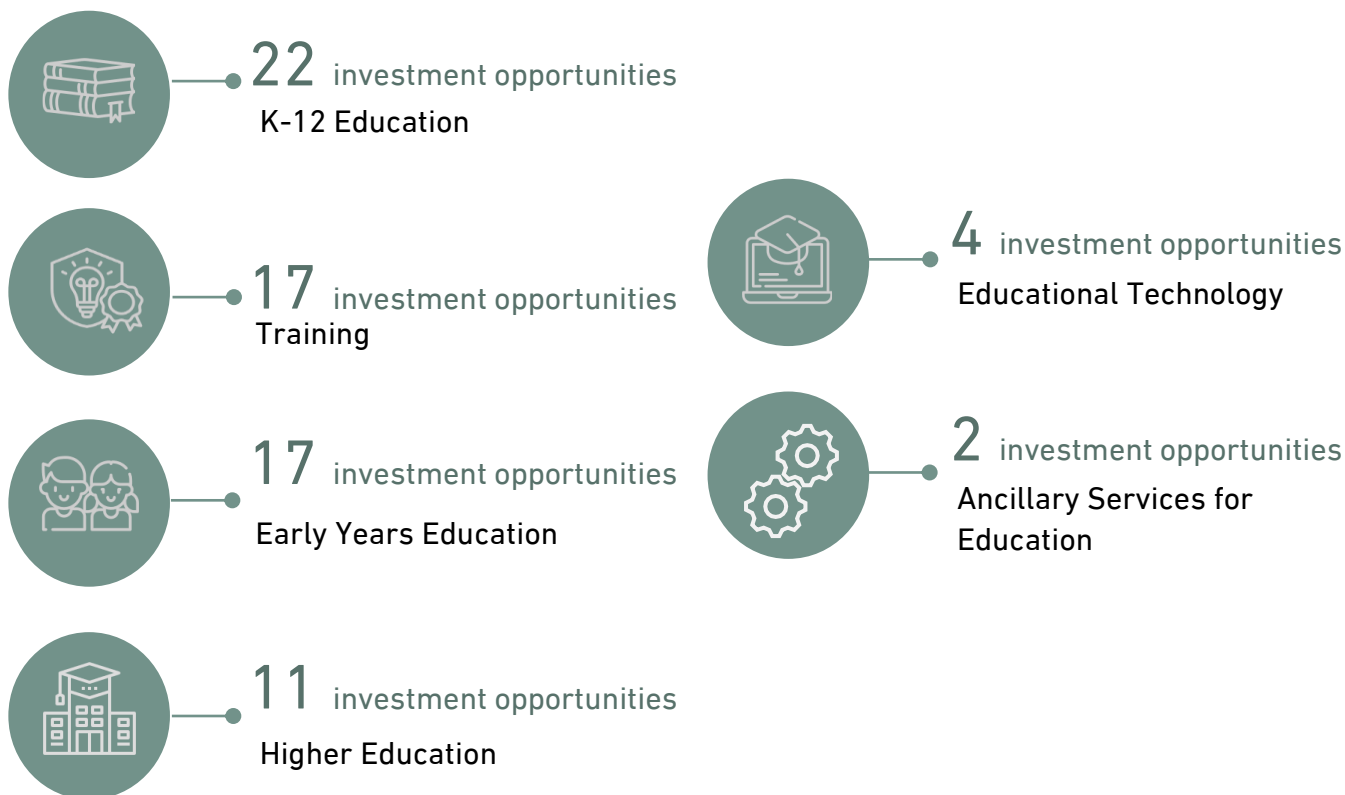 22 investment opportunities
K-12 Education
17 investment opportunities
Training
17 investment opportunities
Early Years Education
11 investment opportunities
Higher Education
4 investment opportunities
Educational Technology
2 investment opportunities
Ancillary Services for
Education